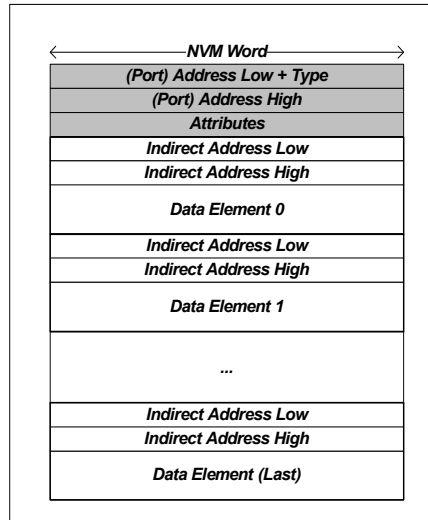 NVM Word
(Port) Address Low + Type
(Port) Address High
Attributes
Indirect Address Low
Indirect Address High
Data Element 0
Indirect Address Low
Indirect Address High
Data Element 1
...
Indirect Address Low
Indirect Address High
Data Element (Last)